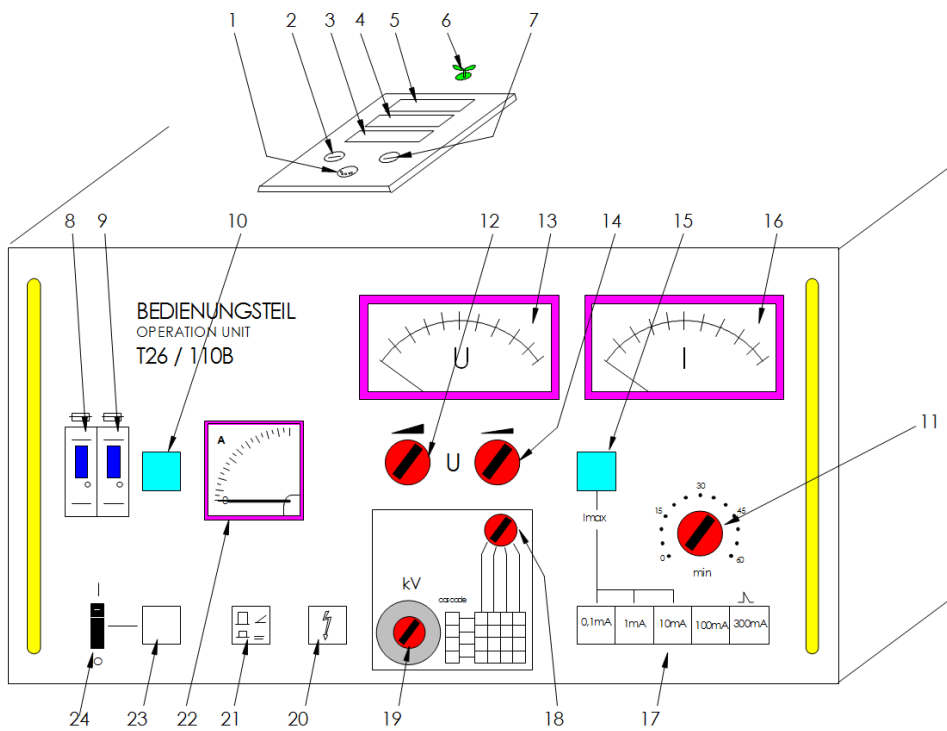 1 2 3 4 5 6 7
8 9 10 12 13 14 15 16
BEDIENUNGSTEIL
OPERATION UNIT
T26 / 110B
U I
11
A
0
U
Imax
0 15 30 45 60
min
kV
cascade
0,1mA 1mA 10mA 100mA 300mA
24 23 22 21 20 19 18 17